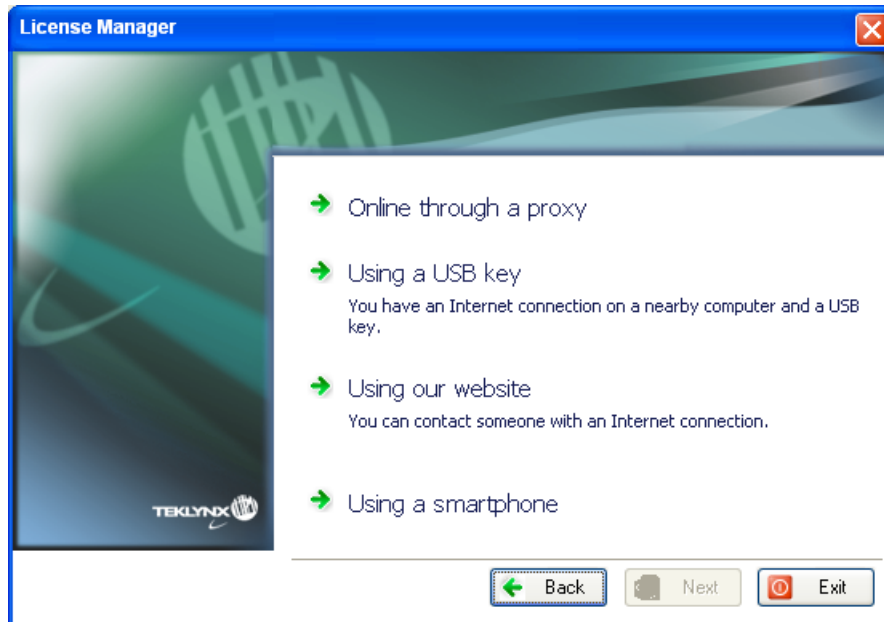 License Manager
Online through a proxy
Using a USB key
You have an Internet connection on a nearby computer and a USB
key.
Using our website
You can contact someone with an Internet connection.
TEKLYNX
Using a smartphone
Back
Next
Exit